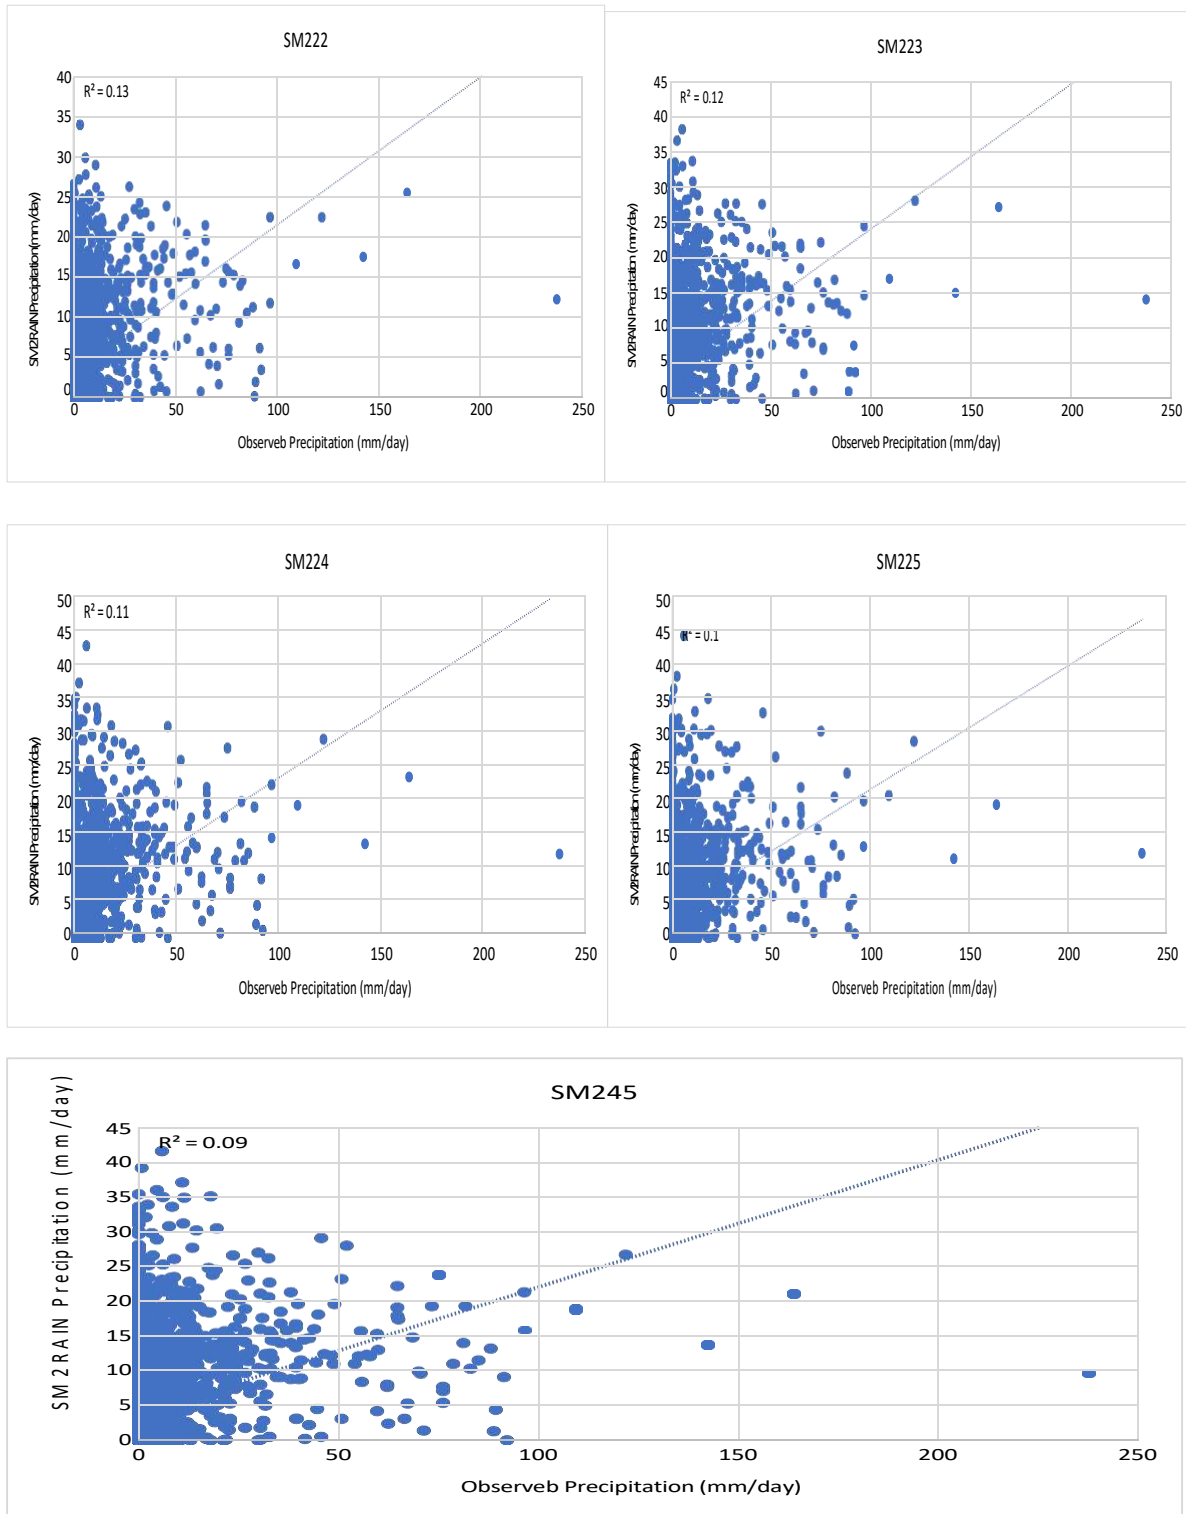 SM222
R² = 0.13
40
35
30
25
20
15
10
5
0
0 50 100 150 200 250
SM2RAIN Precipitation (mm/day)
Observeb Precipitation (mm/day)
SM223
R² = 0.12
45
40
35
30
25
20
15
10
5
0
0 50 100 150 200 250
SM2RAIN Precipitation (mm/day)
Observeb Precipitation (mm/day)
SM224
R² = 0.11
50
45
40
35
30
25
20
15
10
5
0
0 50 100 150 200 250
SM2RAIN Precipitation (mm/day)
Observeb Precipitation (mm/day)
SM225
R² = 0.1
50
45
40
35
30
25
20
15
10
5
0
0 50 100 150 200 250
SM2RAIN Precipitation (mm/day)
Observeb Precipitation (mm/day)
SM245
R² = 0.09
45
40
35
30
25
20
15
10
5
0
0 50 100 150 200 250
SM2RAIN Precipitation (mm/day)
Observeb Precipitation (mm/day)